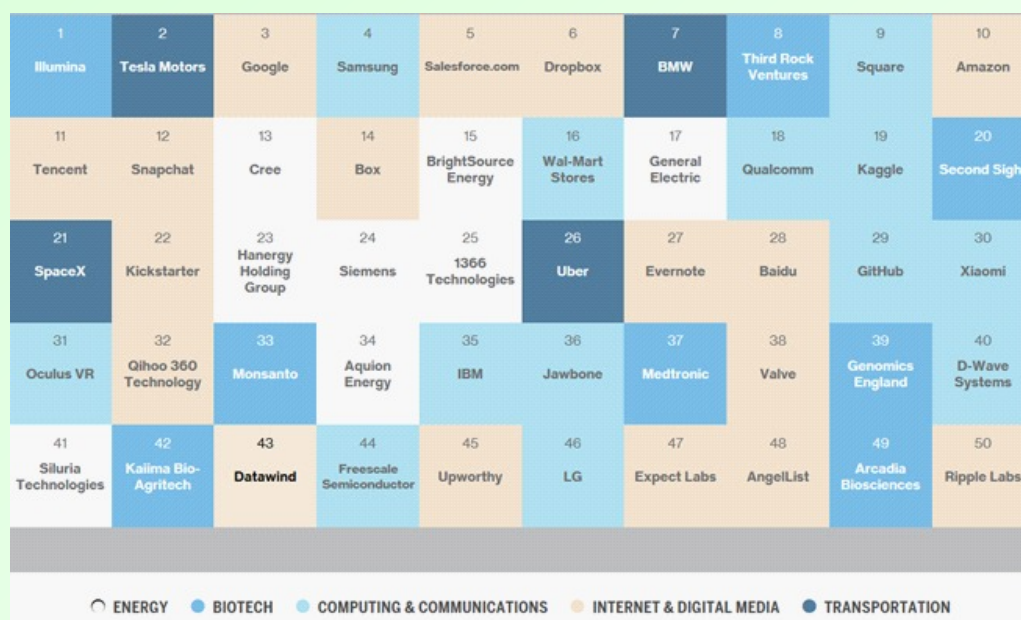 1
Illumina
2
Tesla Motors
3
Google
4
Samsung
5
Salesforce.com
6
Dropbox
7
BMW
8
Third Rock
Ventures
9
Square
10
Amazon
11
Tencent
12
Snapchat
13
Cree
14
Box
15
BrightSource
Energy
16
Wal-Mart
Stores
17
General
Electric
18
Qualcomm
19
Kaggle
20
Second Sigh
21
SpaceX
22
Kickstarter
23
Hanergy
Holding
Group
24
Siemens
25
1366
Technologies
26
Uber
27
Evernote
28
Baidu
29
GitHub
30
Xiaomi
31
Oculus VR
32
Qihoo 360
Technology
33
Monsanto
34
Aquion
Energy
35
IBM
36
Jawbone
37
Medtronic
38
Valve
39
Genomics
England
40
D-Wave
Systems
41
Siluria
Technologies
42
Kaiima Bio-
Agritech
43
Datawind
44
Freescale
Semiconductor
45
Upworthy
46
LG
47
Expect Labs
48
AngelList
49
Arcadia
Biosciences
50
Ripple Labs
ENERGY BIOTECH COMPUTING & COMMUNICATIONS INTERNET & DIGITAL MEDIA TRANSPORTATION